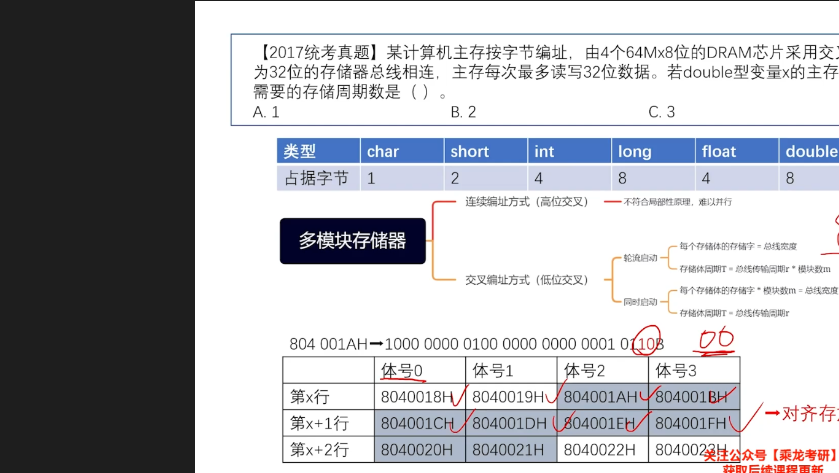 【2017统考真题】某计算机主存按字节编址，由4个64Mx8位的DRAM芯片采用交
为32位的存储器总线相连，主存每次最多读写32位数据。若double型变量x的主存
需要的存储周期数是（ ）。
A. 1 B. 2 C. 3
类型 char short int long float double
占据字节 1 2 4 8 4 8
连续编址方式（高位交叉） 不符合局部性原理，难以并行
多模块存储器
每个存储体的存储字 = 总线宽度
轮流启动
存储体周期T = 总线传输周期r * 模块数m
交叉编址方式（低位交叉）
每个存储体的存储字 * 模块数m = 总线宽度
同时启动
存储体周期T = 总线传输周期r
804 001AH➞1000 0000 0100 0000 0000 0001 0110B 00
体号0 体号1 体号2 体号3
第x行 8040018H 8040019H 804001AH 804001BH
第x+1行 804001CH 804001DH 804001EH 804001FH
第x+2行 8040020H 8040021H 8040022H 8040023H
➞对齐存
关注公众号【乘龙考研】
获取后续课程更新